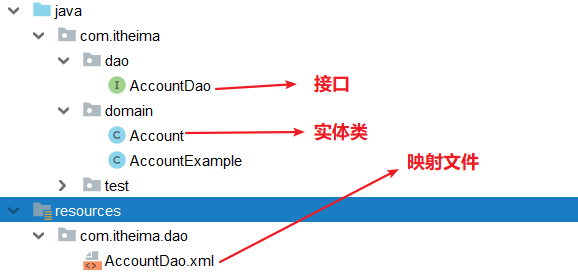 java
com.itheima
dao
AccountDao 接口
domain
Account 实体类
AccountExample
映射文件
test
resources
com.itheima.dao
AccountDao.xml